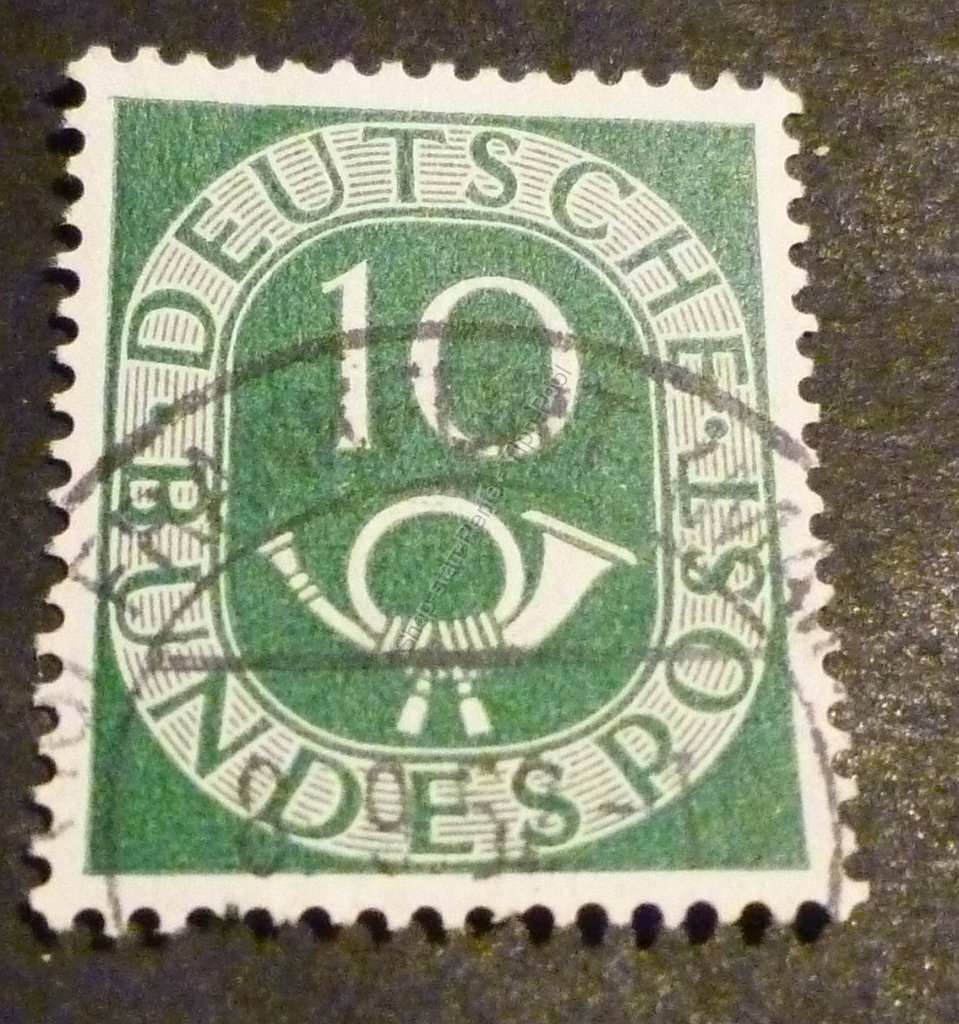 DEUTSCHE · BUNDESPOST ·
10